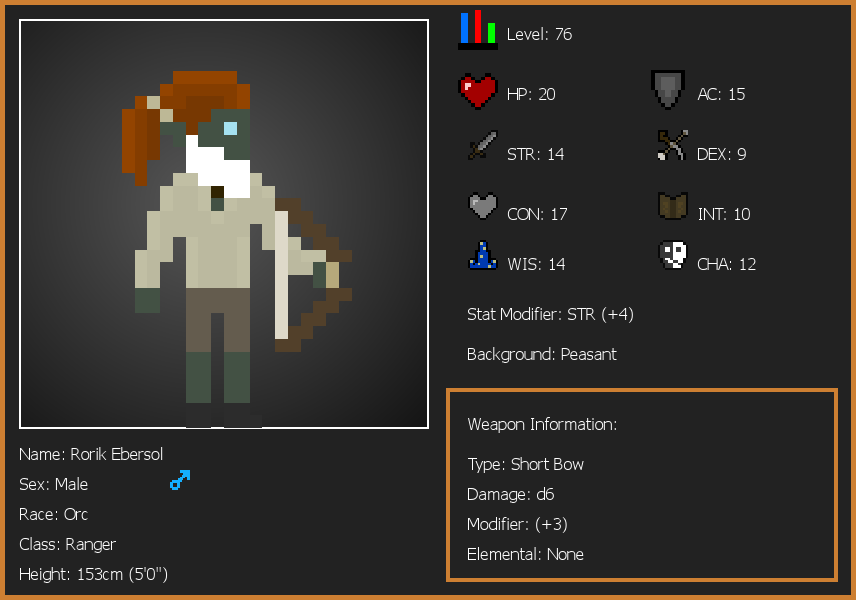 Level: 76
HP: 20
AC: 15
STR: 14
DEX: 9
CON: 17
INT: 10
WIS: 14
CHA: 12
Stat Modifier: STR (+4)
Background: Peasant
Weapon Information:
Type: Short Bow
Damage: d6
Modifier: (+3)
Elemental: None
Name: Rorik Ebersol
Sex: Male
Race: Orc
Class: Ranger
Height: 153cm (5'0")